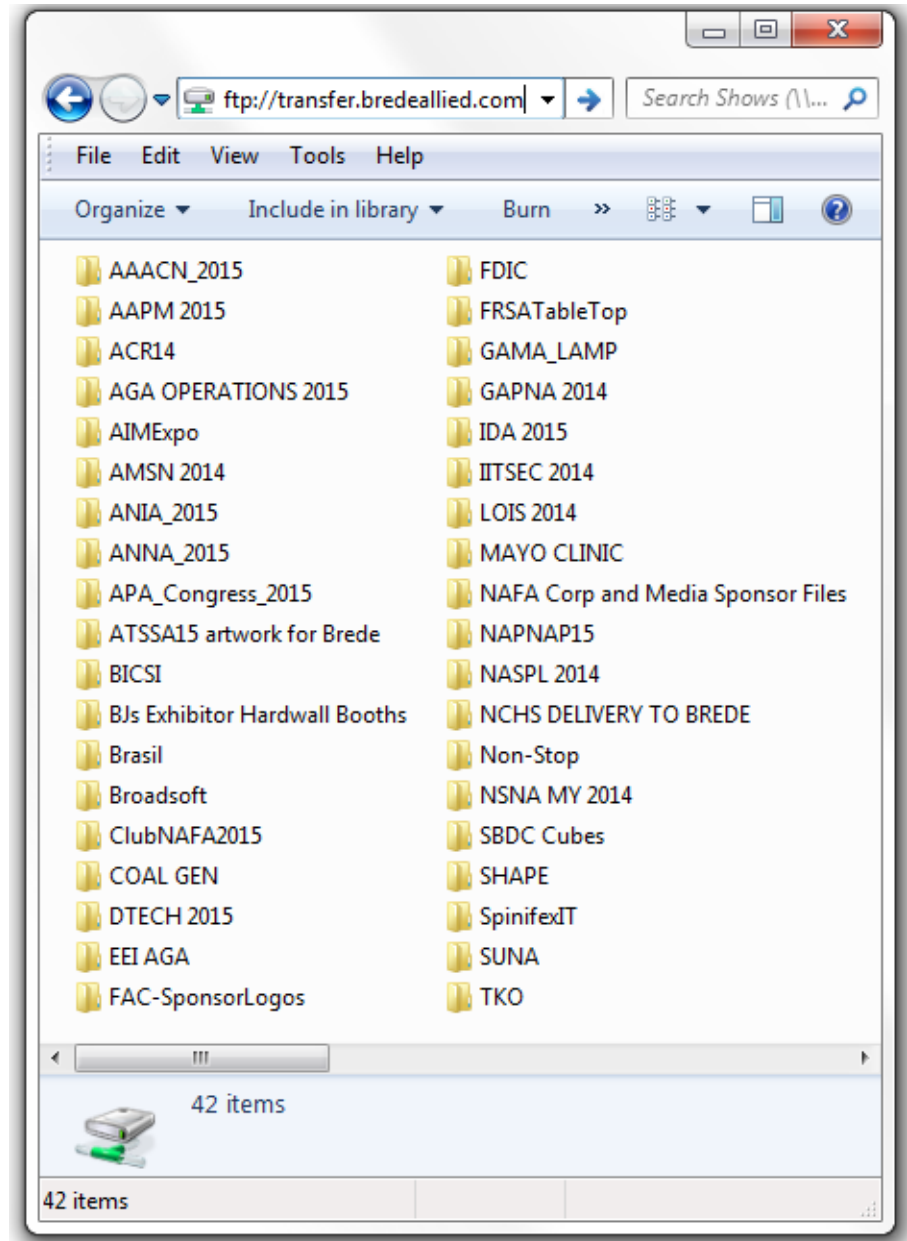 ftp://transfer.bredeallied.com
Search Shows (\\...
File Edit View Tools Help
Organize Include in library Burn »
AAACN_2015
AAPM 2015
ACR14
AGA OPERATIONS 2015
AIMExpo
AMSN 2014
ANIA_2015
ANNA_2015
APA_Congress_2015
ATSSA15 artwork for Brede
BICSI
BJs Exhibitor Hardwall Booths
Brasil
Broadsoft
ClubNAFA2015
COAL GEN
DTECH 2015
EEI AGA
FAC-SponsorLogos
FDIC
FRSATableTop
GAMA_LAMP
GAPNA 2014
IDA 2015
IITSEC 2014
LOIS 2014
MAYO CLINIC
NAFA Corp and Media Sponsor Files
NAPNAP15
NASPL 2014
NCHS DELIVERY TO BREDE
Non-Stop
NSNA MY 2014
SBDC Cubes
SHAPE
SpinifexIT
SUNA
TKO
42 items
42 items